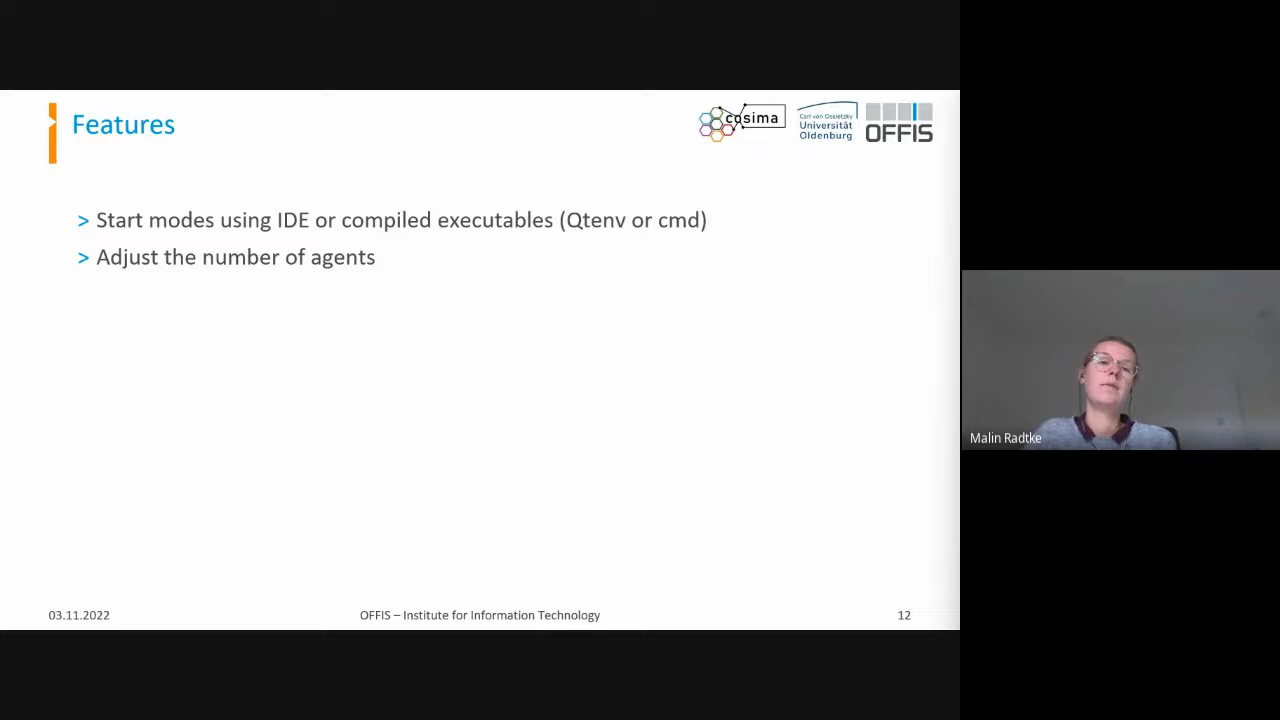 Features
cosima
Carl von Ossietzky
Universität
Oldenburg
OFFIS
> Start modes using IDE or compiled executables (Qtenv or cmd)
> Adjust the number of agents
Malin Radtke
03.11.2022
OFFIS – Institute for Information Technology
12